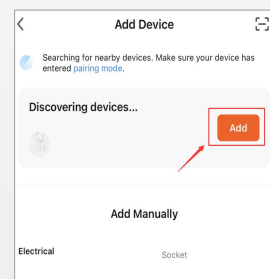 Add Device
Searching for nearby devices. Make sure your device has
entered pairing mode.
Discovering devices...
Add
Add Manually
Electrical
Socket